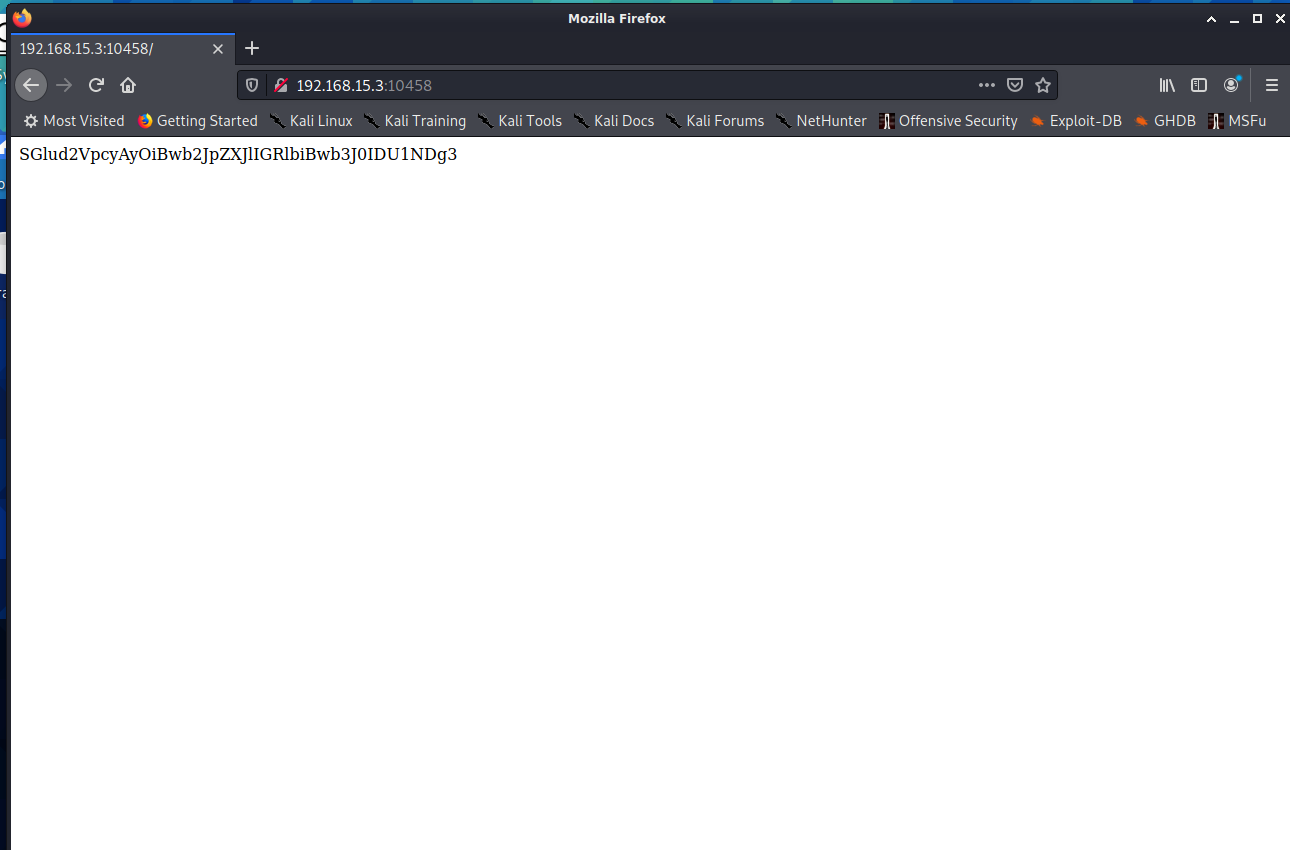 Mozilla Firefox
192.168.15.3:10458/
192.168.15.3:10458
Most Visited Getting Started Kali Linux Kali Training Kali Tools Kali Docs Kali Forums NetHunter Offensive Security Exploit-DB GHDB MSFu
SGlud2VpcyAyOiBwb2JpZXJlIGRlbiBwb3J0IDU1NDg3